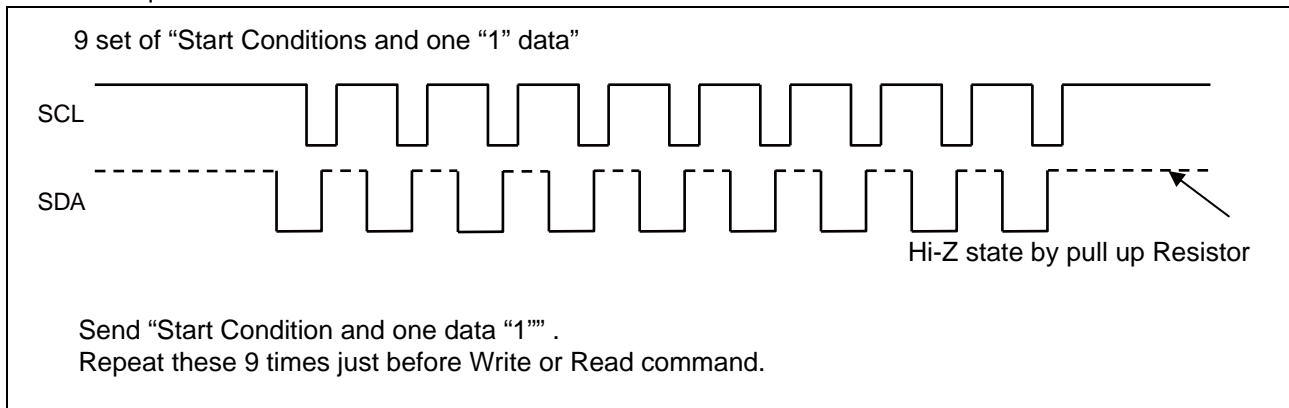 9 set of “Start Conditions and one “1” data”
SCL
SDA
Hi-Z state by pull up Resistor
Send “Start Condition and one data “1”” .
Repeat these 9 times just before Write or Read command.